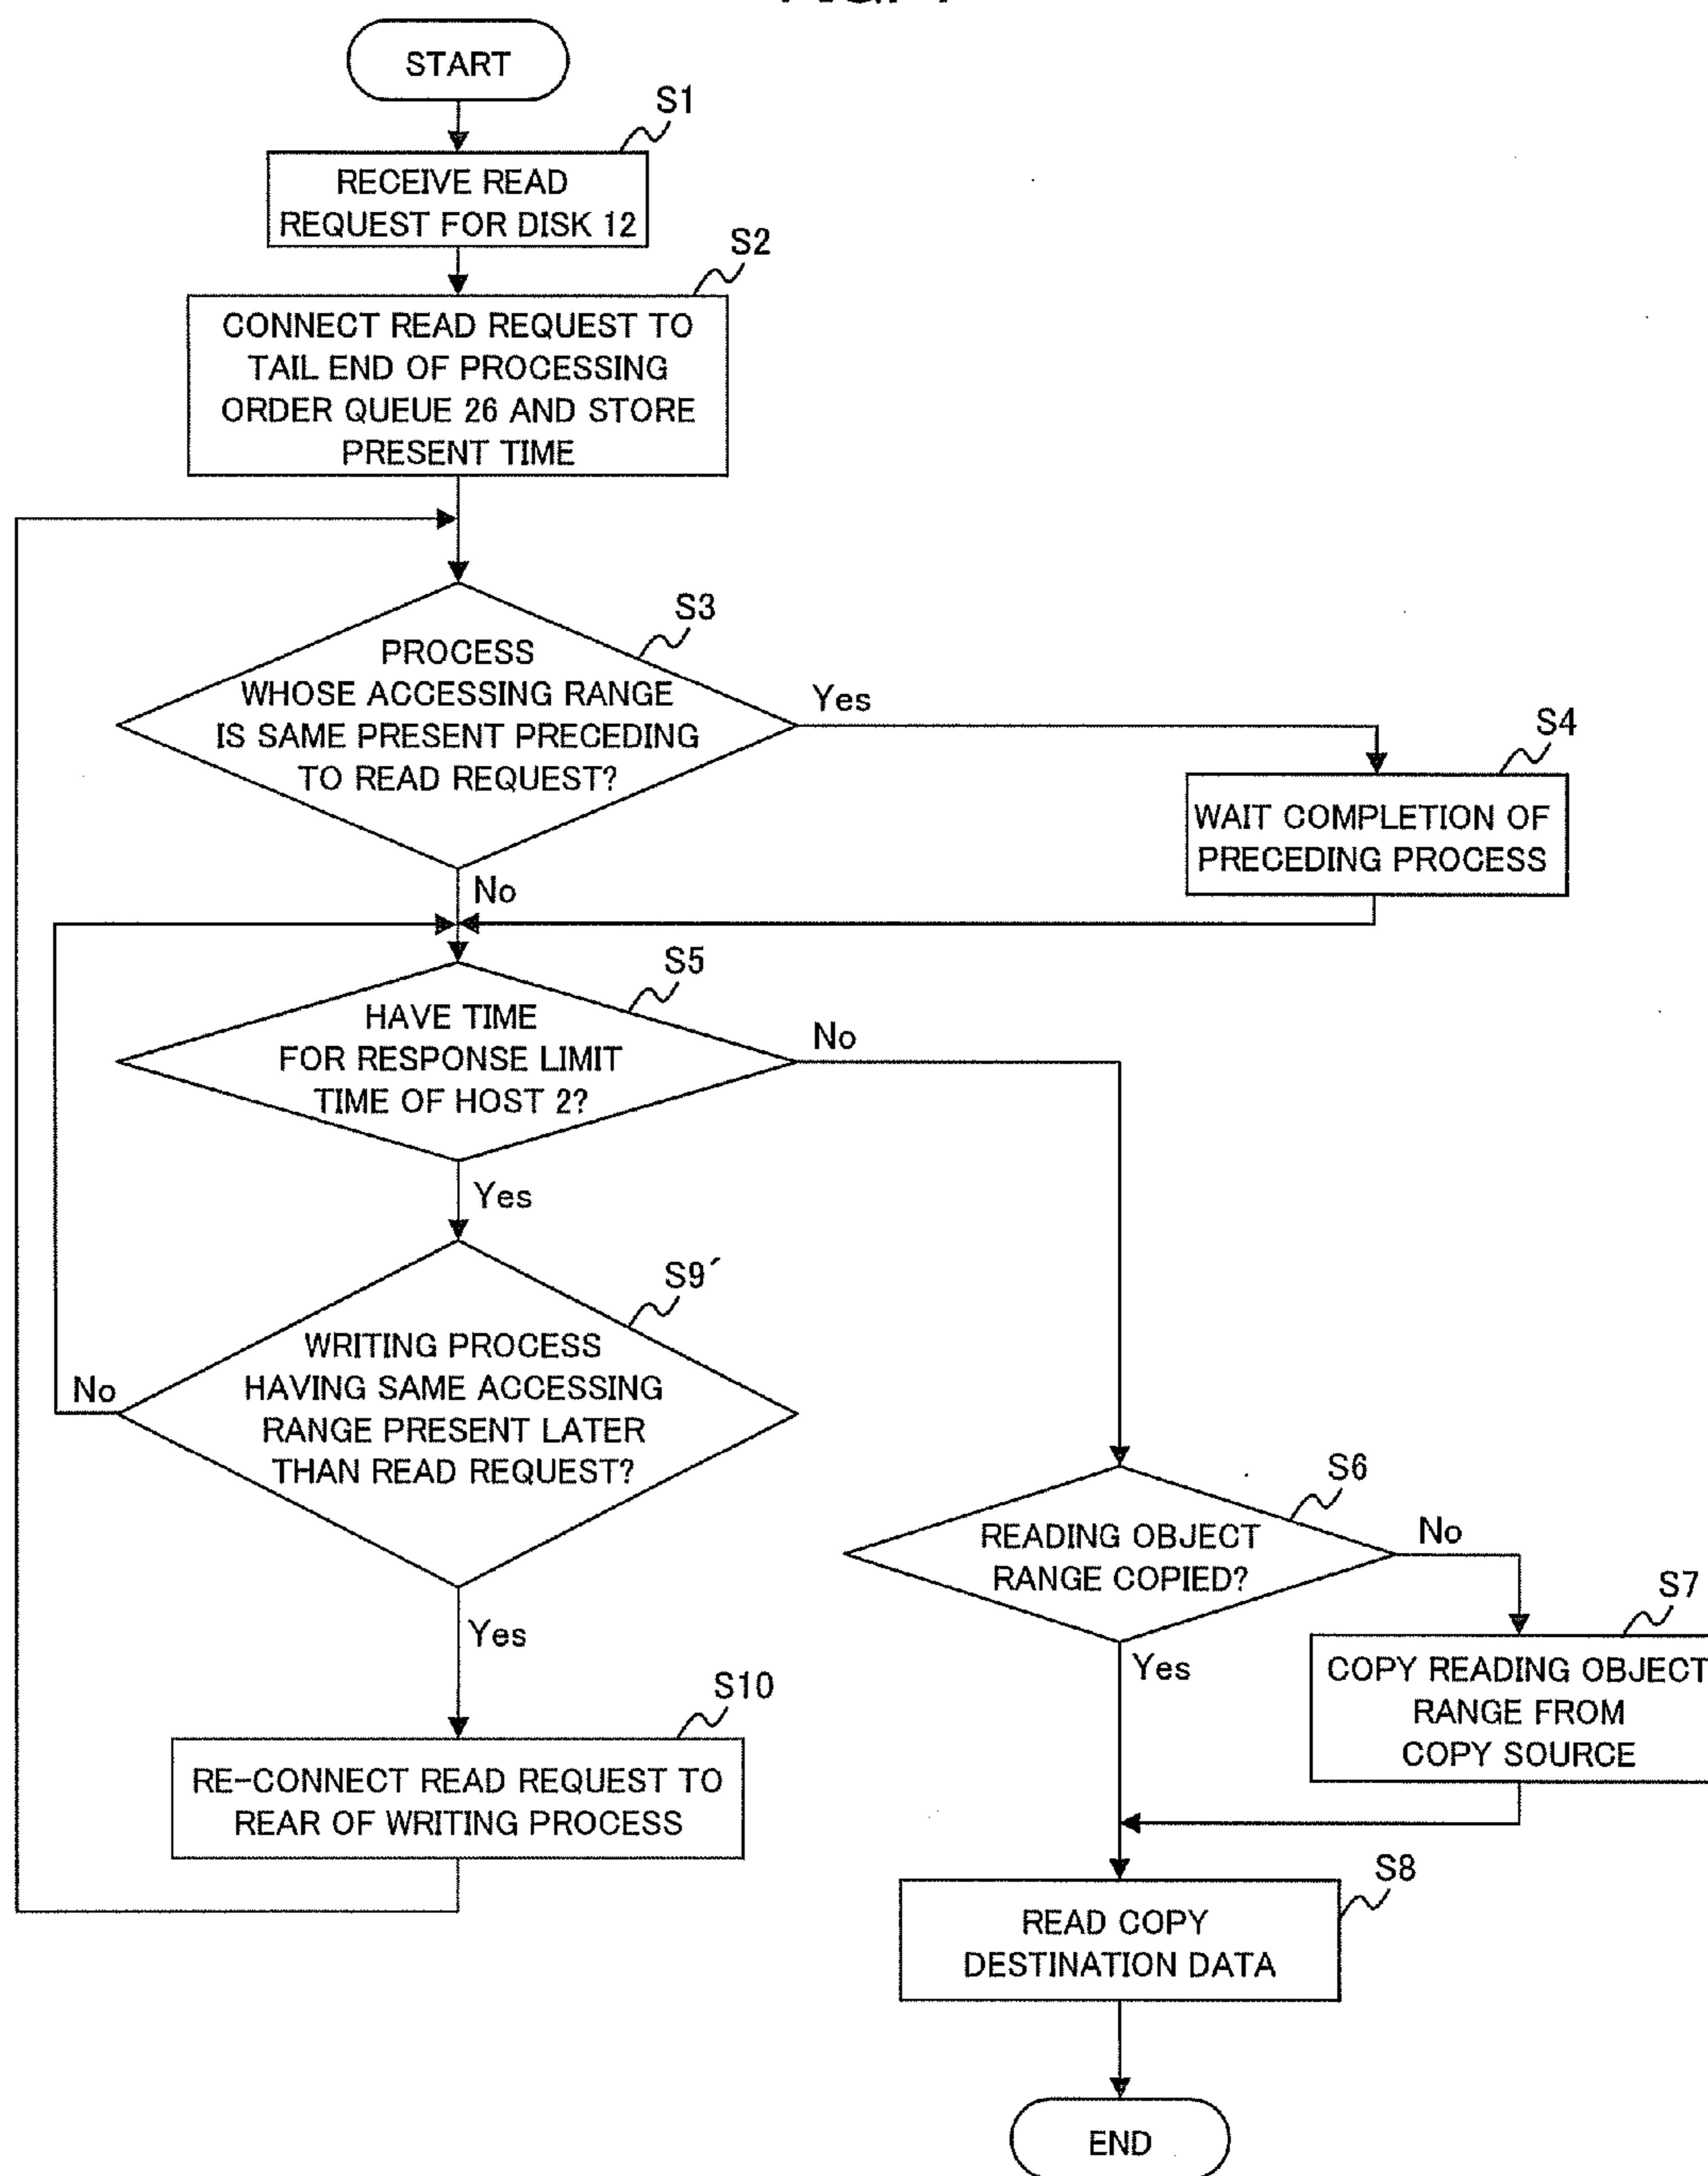 START
S1
RECEIVE READ
REQUEST FOR DISK 12
S2
CONNECT READ REQUEST TO
TAIL END OF PROCESSING
ORDER QUEUE 26 AND STORE
PRESENT TIME
S3
PROCESS
WHOSE ACCESSING RANGE
IS SAME PRESENT PRECEDING
TO READ REQUEST?
Yes
S4
WAIT COMPLETION OF
PRECEDING PROCESS
No
S5
HAVE TIME
FOR RESPONSE LIMIT
TIME OF HOST 2?
No
Yes
S9´
WRITING PROCESS
HAVING SAME ACCESSING
RANGE PRESENT LATER
THAN READ REQUEST?
No
Yes
S10
RE-CONNECT READ REQUEST TO
REAR OF WRITING PROCESS
S6
READING OBJECT
RANGE COPIED?
No
S7
COPY READING OBJECT
RANGE FROM
COPY SOURCE
Yes
S8
READ COPY
DESTINATION DATA
END